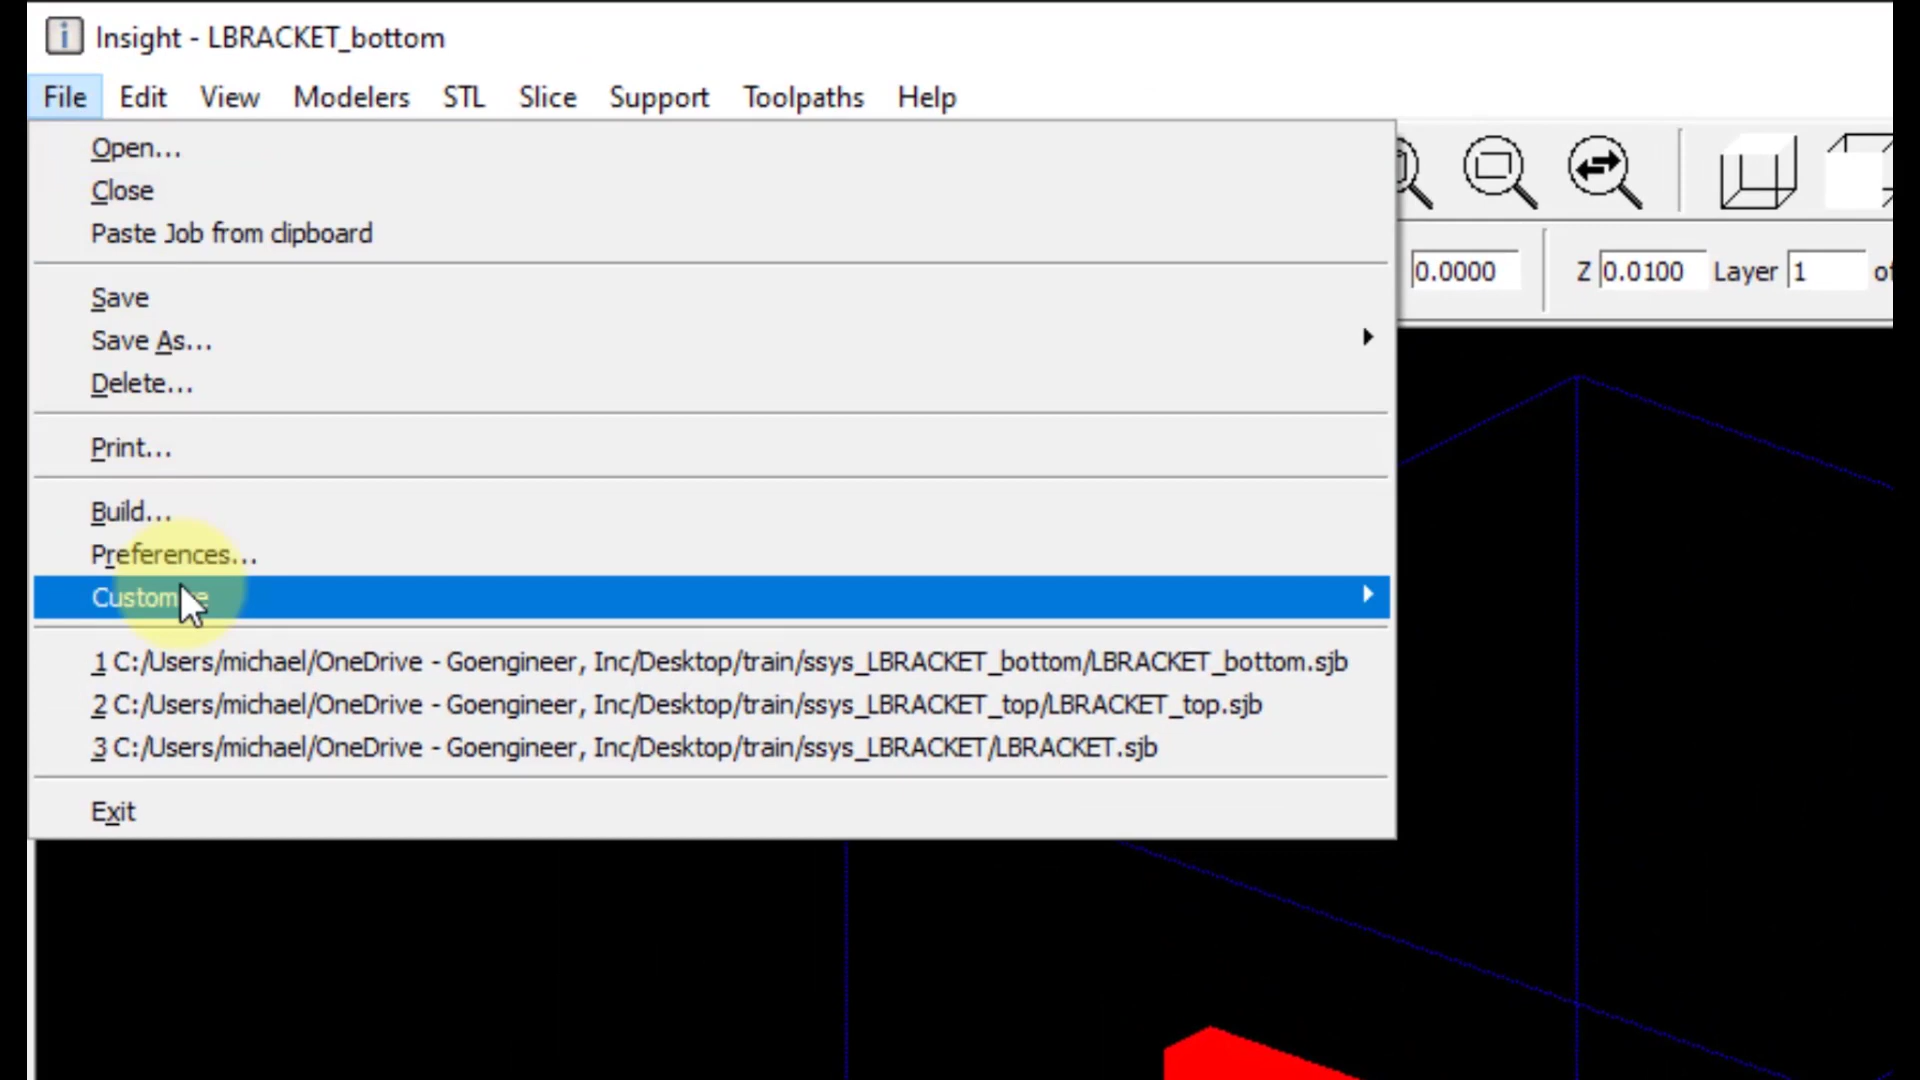 Insight - LBRACKET_bottom
File Edit View Modelers STL Slice Support Toolpaths Help
Open...
Close
Paste Job from clipboard
Save
Save As...
Delete...
Print...
Build...
Preferences...
Customize
1 C:/Users/michael/OneDrive - Goengineer, Inc/Desktop/train/ssys_LBRACKET_bottom/LBRACKET_bottom.sjb
2 C:/Users/michael/OneDrive - Goengineer, Inc/Desktop/train/ssys_LBRACKET_top/LBRACKET_top.sjb
3 C:/Users/michael/OneDrive - Goengineer, Inc/Desktop/train/ssys_LBRACKET/LBRACKET.sjb
Exit
0.0000 Z 0.0100 Layer 1 of